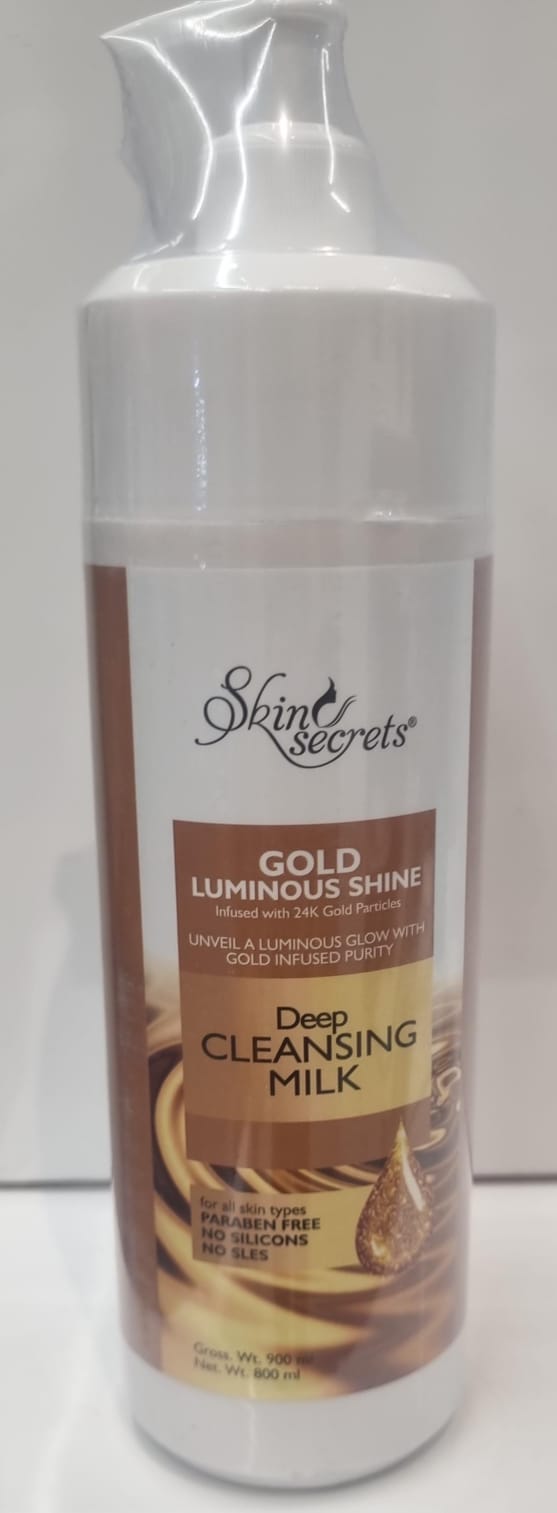 Skin
secrets®
GOLD
LUMINOUS SHINE
Infused with 24K Gold Particles
UNVEIL A LUMINOUS GLOW WITH
GOLD INFUSED PURITY
Deep
CLEANSING
MILK
for all skin types
PARABEN FREE
NO SILICONS
NO SLES
Gross. Wt. 900 ml
Net. Wt. 800 ml